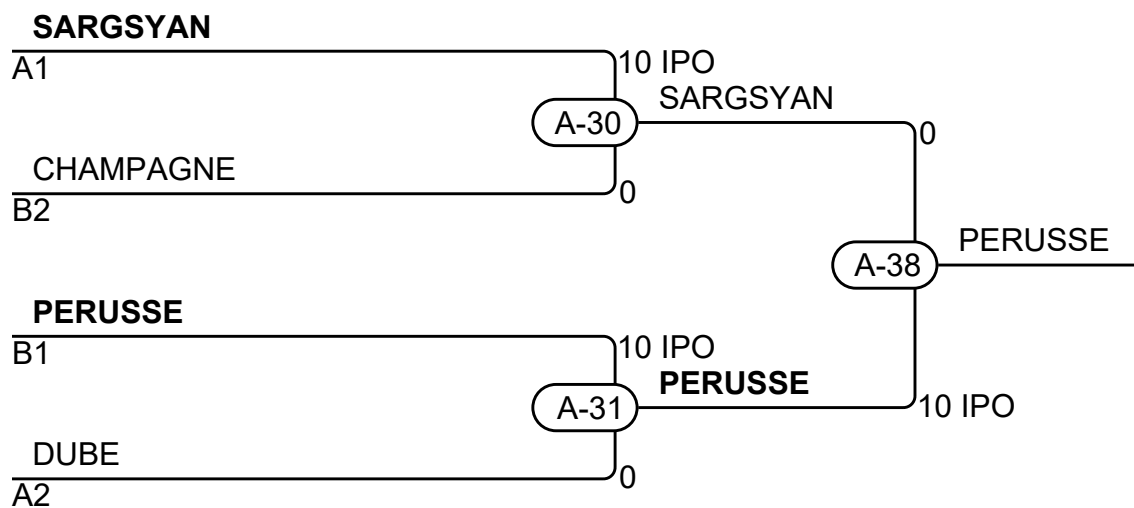 SARGSYAN
A1
10 IPO
A-30
SARGSYAN
0
CHAMPAGNE
B2
0
A-38
PERUSSE
PERUSSE
B1
10 IPO
A-31
PERUSSE
10 IPO
DUBE
A2
0